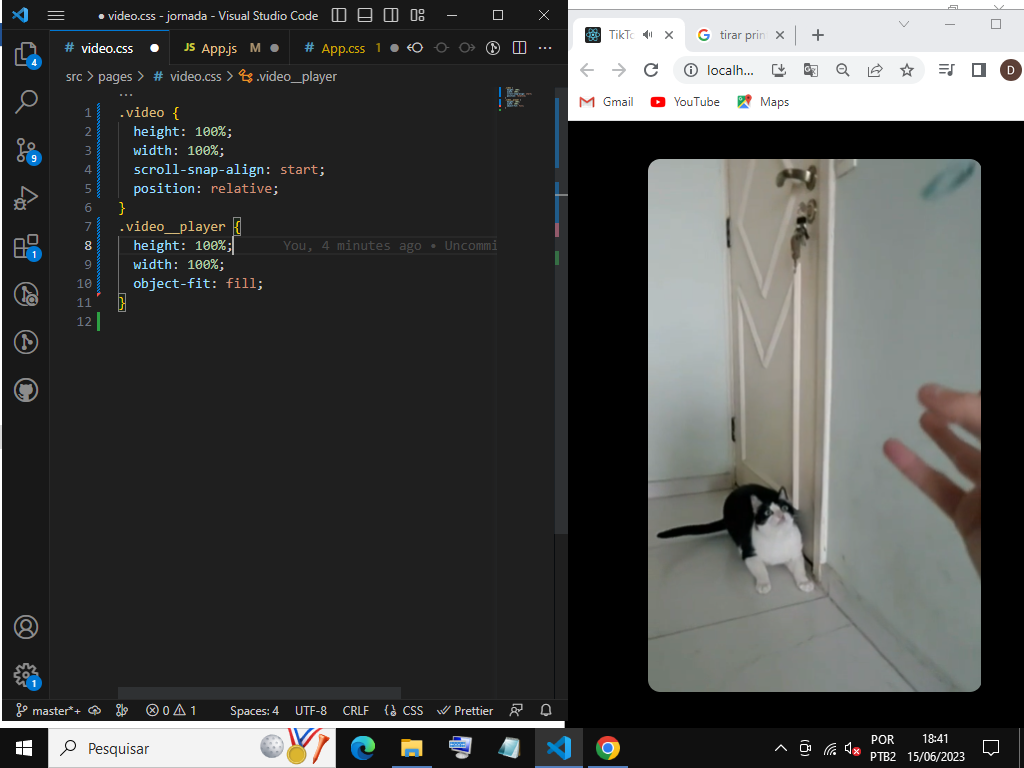 ● video.css - jornada - Visual Studio Code
# video.css ●
JS App.js M ●
# App.css 1 ●
src > pages > # video.css > .video__player
...
1 .video {
2 height: 100%;
3 width: 100%;
4 scroll-snap-align: start;
5 position: relative;
6 }
7 .video__player {
8 height: 100%; You, 4 minutes ago • Uncommi
9 width: 100%;
10 object-fit: fill;
11 }
12
4
9
1
1
master*+
0 1
Spaces: 4
UTF-8
CRLF
{} CSS
Prettier
TikTo
tirar prin
localh...
D
Gmail
YouTube
Maps
Pesquisar
POR
PTB2
18:41
15/06/2023